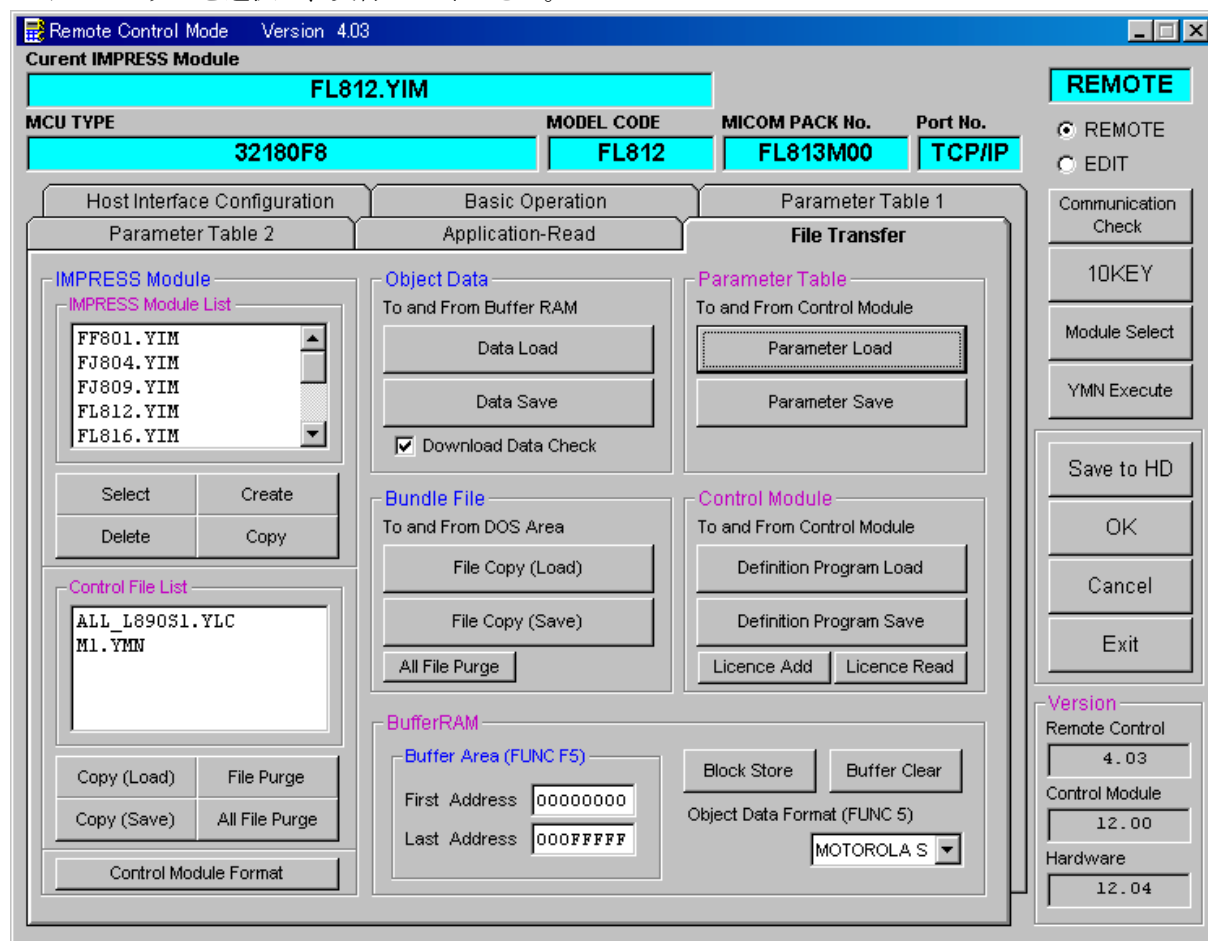 Remote Control Mode Version 4.03
Curent IMPRESS Module
FL812.YIM
REMOTE
MCU TYPE MODEL CODE MICOM PACK No. Port No.
32180F8 FL812 FL813M00 TCP/IP
REMOTE
EDIT
Host Interface Configuration Basic Operation Parameter Table 1
Parameter Table 2 Application-Read File Transfer
IMPRESS Module
IMPRESS Module List
FF801.YIM
FJ804.YIM
FJ809.YIM
FL812.YIM
FL816.YIM
Select Create
Delete Copy
Control File List
ALL_L890S1.YLC
M1.YMN
Copy (Load) File Purge
Copy (Save) All File Purge
Control Module Format
Object Data
To and From Buffer RAM
Data Load
Data Save
Download Data Check
Parameter Table
To and From Control Module
Parameter Load
Parameter Save
Bundle File
To and From DOS Area
File Copy (Load)
File Copy (Save)
All File Purge
Control Module
To and From Control Module
Definition Program Load
Definition Program Save
Licence Add Licence Read
BufferRAM
Buffer Area (FUNC F5)
First Address 00000000
Last Address 000FFFFF
Block Store Buffer Clear
Object Data Format (FUNC 5)
MOTOROLA S
Communication Check
10KEY
Module Select
YMN Execute
Save to HD
OK
Cancel
Exit
Version
Remote Control
4.03
Control Module
12.00
Hardware
12.04